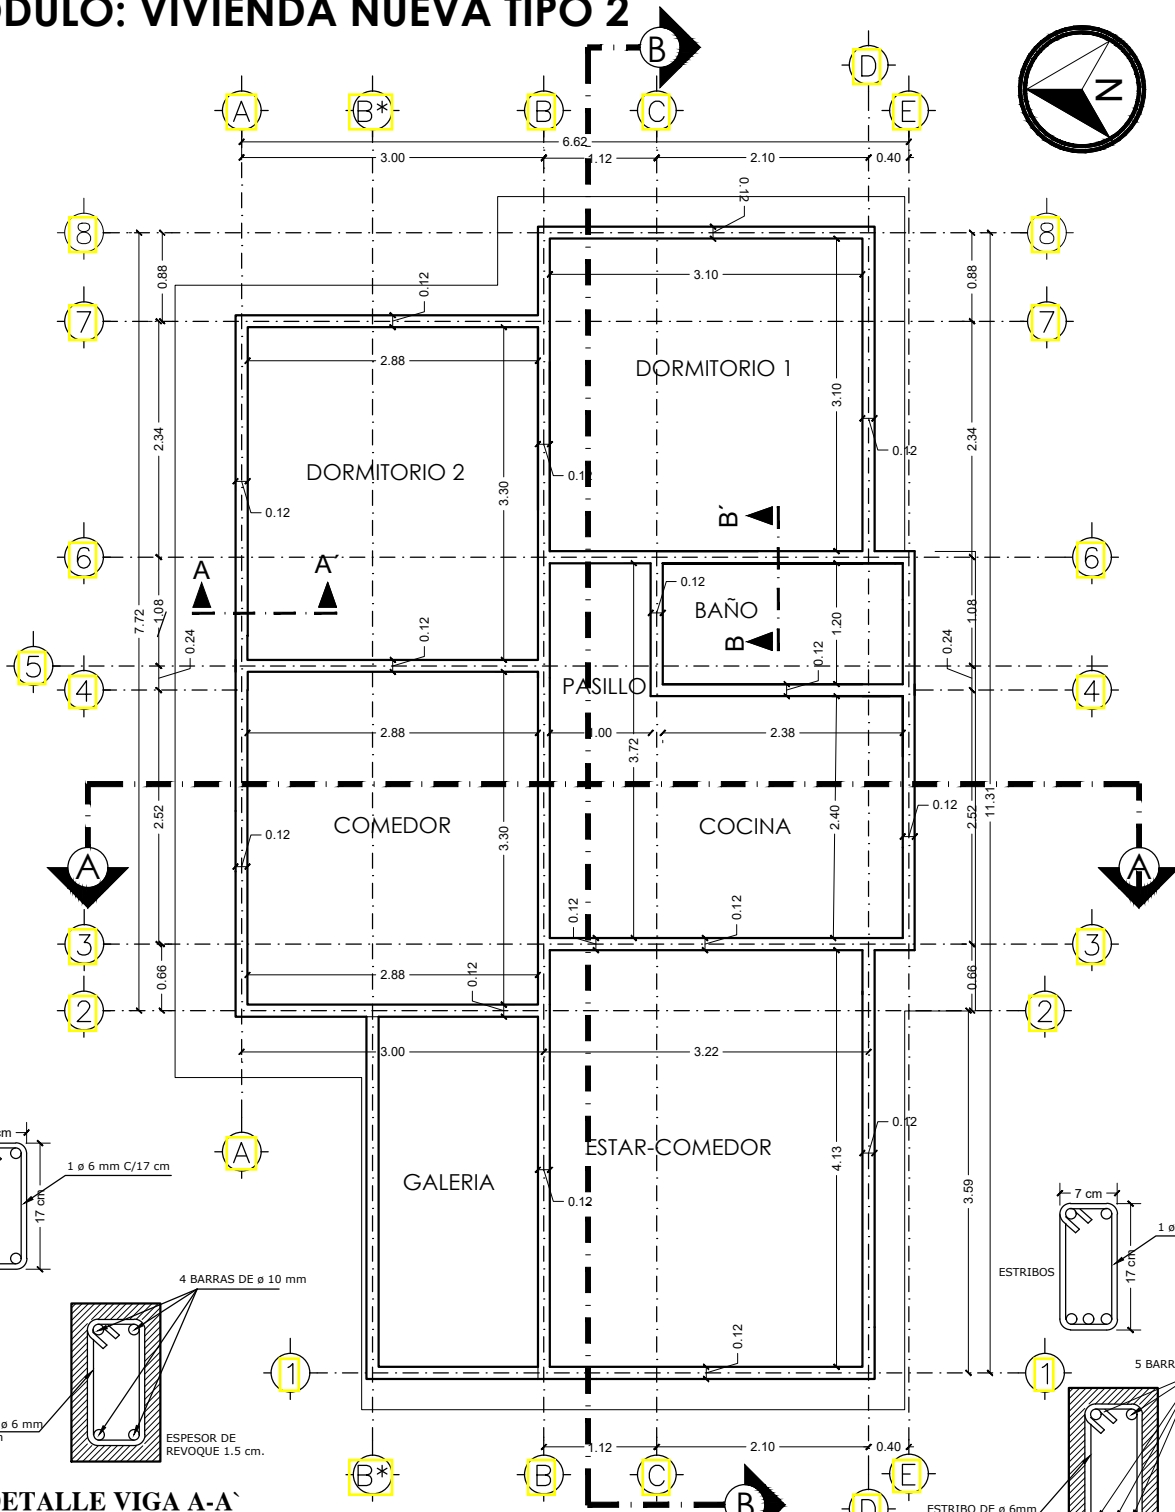 DULO: VIVIENDA NUEVA TIPO 2
B
D
N
A
B*
B
C
E
6.62
3.00
1.12
2.10
0.40
0.12
8
8
0.88
0.12
3.10
0.88
7
7
2.88
DORMITORIO 1
3.10
2.34
2.34
0.12
DORMITORIO 2
0.12
3.30
0.12
B´
6
6
A
A´
0.12
BAÑO
1.20
7.72
1.08
1.08
0.24
0.12
B
0.12
0.24
5
4
PASILLO
4
2.88
1.00
2.38
3.72
2.52
11.31
2.52
COMEDOR
COCINA
0.12
3.30
2.40
0.12
A
A
0.12
0.12
3
3
0.66
2.88
0.12
0.66
2
2
3.00
3.22
0.12
A
ESTAR-COMEDOR
4.13
GALERIA
3.59
0.12
cm
1 ø 6 mm C/17 cm
17 cm
7 cm
1 ø
ESTRIBOS
17 cm
4 BARRAS DE ø 10 mm
0.12
1
1
5 BARR
ø 6 mm
ESPESOR DE
REVOQUE 1.5 cm.
1.12
2.10
0.40
B*
B
C
E
DETALLE VIGA A-A`
B
D
ESTRIBO DE ø 6mm